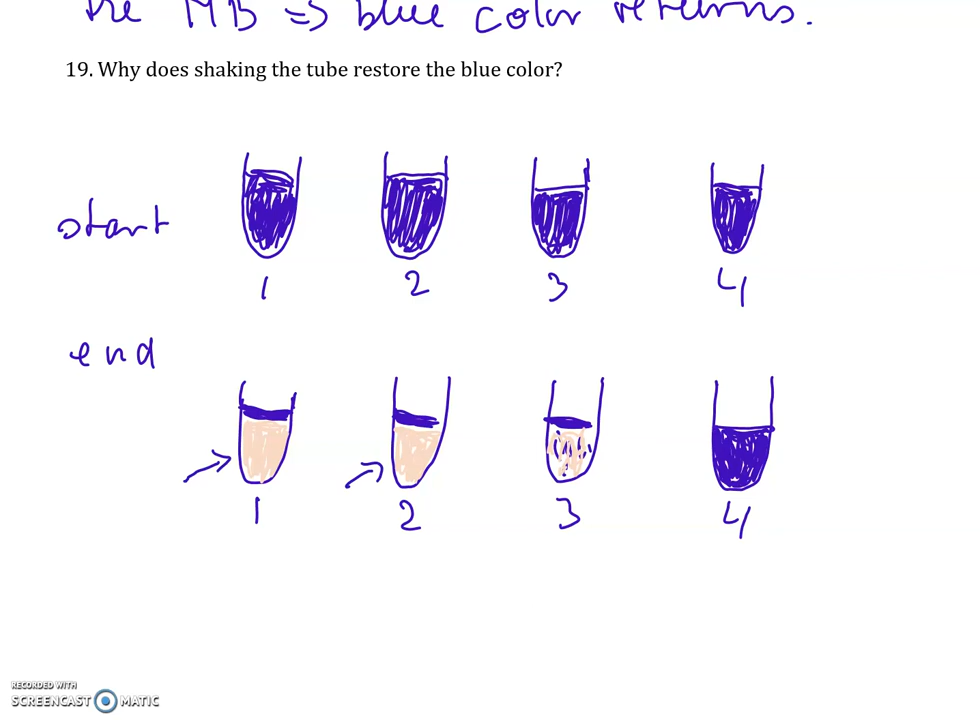 the MB => blue color returns.
19. Why does shaking the tube restore the blue color?
start
1 2 3 4
end
1 2 3 4
RECORDED WITH
SCREENCAST MATIC